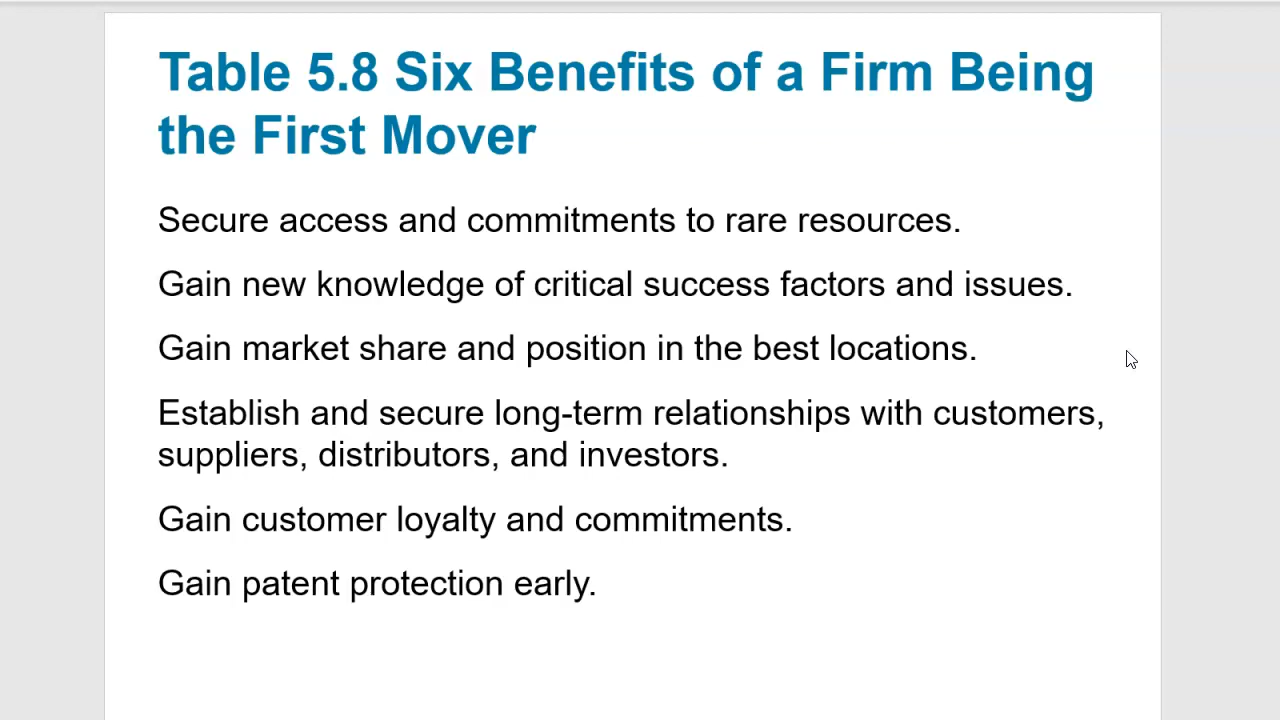 Table 5.8 Six Benefits of a Firm Being
the First Mover
Secure access and commitments to rare resources.
Gain new knowledge of critical success factors and issues.
Gain market share and position in the best locations.
Establish and secure long-term relationships with customers,
suppliers, distributors, and investors.
Gain customer loyalty and commitments.
Gain patent protection early.